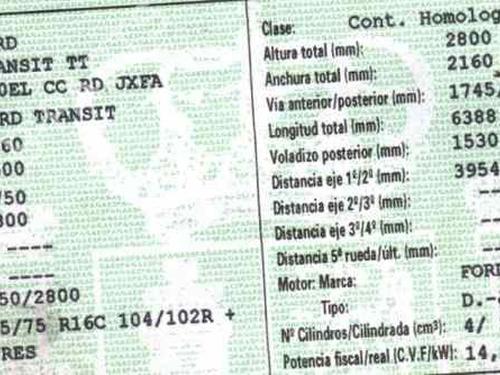 RD
ANSIT TT
0EL CC RD JXFA
RD TRANSIT
60
00
/50
300
----
----
50/2800
5/75 R16C 104/102R +
RES
Clase: Cont. Homolog
Altura total (mm): 2800
Anchura total (mm): 2160
Via anterior/posterior (mm): 1745/
Longitud total (mm): 6388
Voladizo posterior (mm): 1530
Distancia eje 1º/2º (mm): 3954
Distancia eje 2º/3º (mm): --
Distancia eje 3º/4º (mm): --
Distancia 5ª rueda/últ. (mm): --
Motor: Marca: FORD
Tipo: D.-
Nº Cilindros/Cilindrada (cm³): 4/
Potencia fiscal/real (C.V.F/kW): 14,